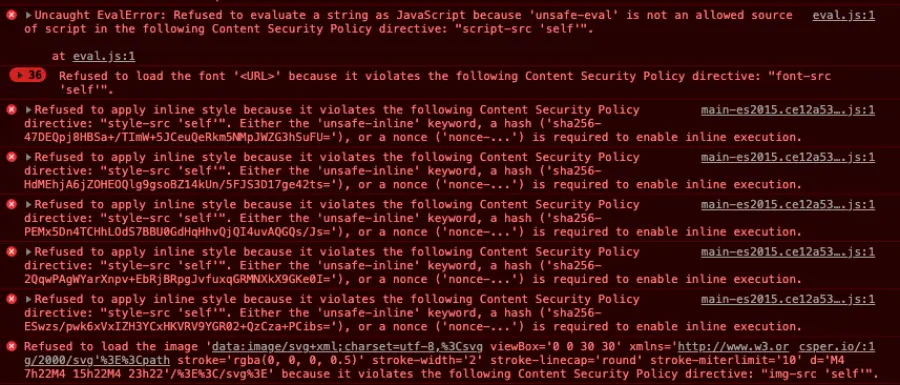 Uncaught EvalError: Refused to evaluate a string as JavaScript because 'unsafe-eval' is not an allowed source eval.js:1
of script in the following Content Security Policy directive: "script-src 'self'".
at eval.js:1
36 Refused to load the font '<URL>' because it violates the following Content Security Policy directive: "font-src
'self'".
Refused to apply inline style because it violates the following Content Security Policy main-es2015.ce12a53….js:1
directive: "style-src 'self'". Either the 'unsafe-inline' keyword, a hash ('sha256-
47DEQpj8HBSa+/TImW+5JCeuQeRkm5NMpJWZG3hSuFU='), or a nonce ('nonce-...') is required to enable inline execution.
Refused to apply inline style because it violates the following Content Security Policy main-es2015.ce12a53….js:1
directive: "style-src 'self'". Either the 'unsafe-inline' keyword, a hash ('sha256-
HdMEhjA6jZOHEOQlg9gsoBZ14kUn/5FJS3D17ge42ts='), or a nonce ('nonce-...') is required to enable inline execution.
Refused to apply inline style because it violates the following Content Security Policy main-es2015.ce12a53….js:1
directive: "style-src 'self'". Either the 'unsafe-inline' keyword, a hash ('sha256-
PEMx5Dn4TCHhLOdS7BBU0GdHqHhvQjQI4uvAQGQs/Js='), or a nonce ('nonce-...') is required to enable inline execution.
Refused to apply inline style because it violates the following Content Security Policy main-es2015.ce12a53….js:1
directive: "style-src 'self'". Either the 'unsafe-inline' keyword, a hash ('sha256-
2QqwPAgWYarXnpv+EbRjBRpgJvfuxqGRMNXkX9GKe0I='), or a nonce ('nonce-...') is required to enable inline execution.
Refused to apply inline style because it violates the following Content Security Policy main-es2015.ce12a53….js:1
directive: "style-src 'self'". Either the 'unsafe-inline' keyword, a hash ('sha256-
ESwzs/pwk6xVxIZH3YCxHKVRV9YGR02+QzCza+PCibs='), or a nonce ('nonce-...') is required to enable inline execution.
Refused to load the image 'data:image/svg+xml;charset=utf-8,%3Csvg viewBox='0 0 30 30' xmlns='http://www.w3.or csper.io/:1
g/2000/svg'%3E%3Cpath stroke='rgba(0, 0, 0, 0.5)' stroke-width='2' stroke-linecap='round' stroke-miterlimit='10' d='M4
7h22M4 15h22M4 23h22'/%3E%3C/svg%3E' because it violates the following Content Security Policy directive: "img-src 'self'".